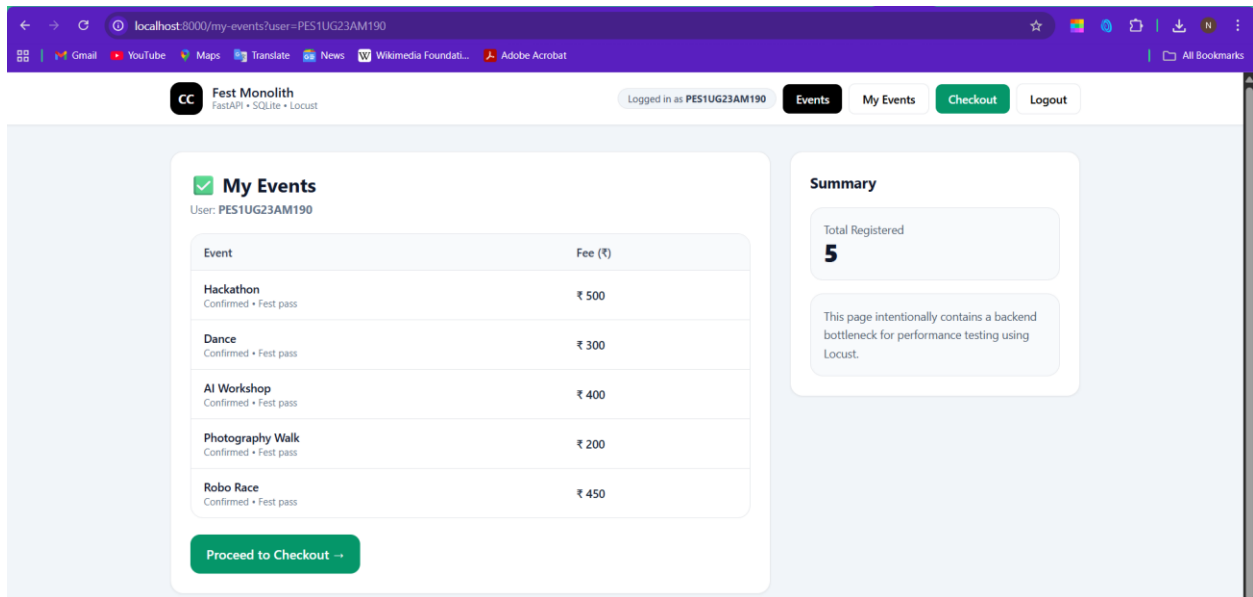 localhost:8000/my-events?user=PES1UG23AM190
N
Gmail YouTube Maps Translate News Wikimedia Foundati... Adobe Acrobat All Bookmarks
CC
Fest Monolith
FastAPI • SQLite • Locust
Logged in as PES1UG23AM190 Events My Events Checkout Logout
My Events
User: PES1UG23AM190
Event Fee (₹)
Hackathon
Confirmed • Fest pass
₹ 500
Dance
Confirmed • Fest pass
₹ 300
AI Workshop
Confirmed • Fest pass
₹ 400
Photography Walk
Confirmed • Fest pass
₹ 200
Robo Race
Confirmed • Fest pass
₹ 450
Proceed to Checkout →
Summary
Total Registered
5
This page intentionally contains a backend
bottleneck for performance testing using
Locust.